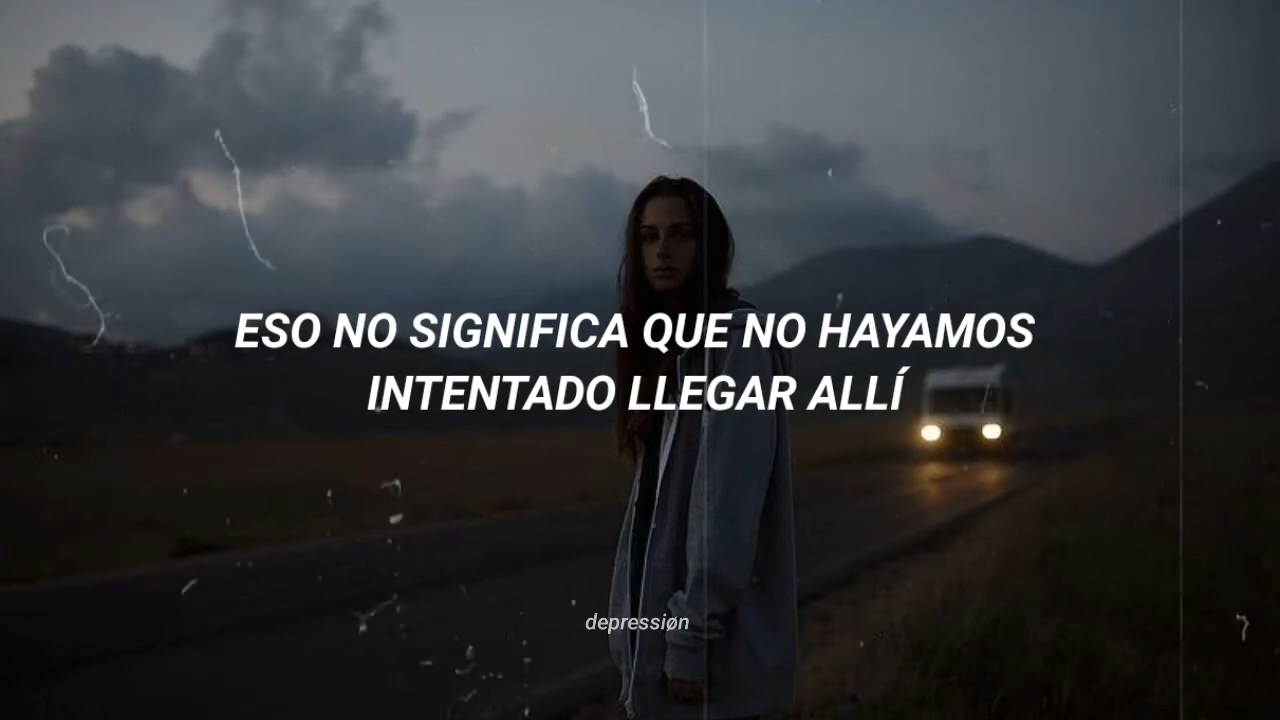 ESO NO SIGNIFICA QUE NO HAYAMOS
INTENTADO LLEGAR ALLÍ
depressiøn